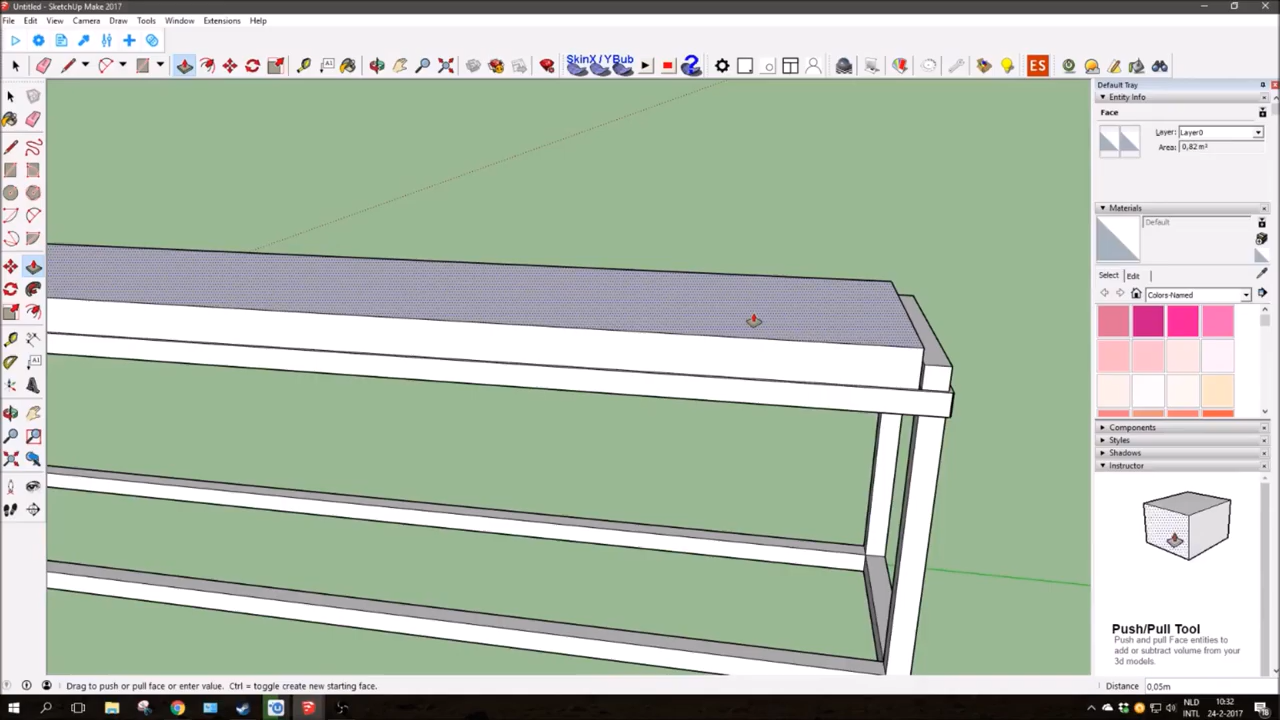 Untitled - SketchUp Make 2017
File Edit View Camera Draw Tools Window Extensions Help
SkinX / YBub
ES
Default Tray
Entity Info
Face
Layer: Layer0
Area: 0,82 m²
Materials
Default
Select Edit
Colors-Named
Components
Styles
Shadows
Instructor
Push/Pull Tool
Push and pull Face entities to
add or subtract volume from your
3d models.
Drag to push or pull face or enter value. Ctrl = toggle create new starting face.
Distance 0,05m
NLD
INTL
10:32
24-2-2017